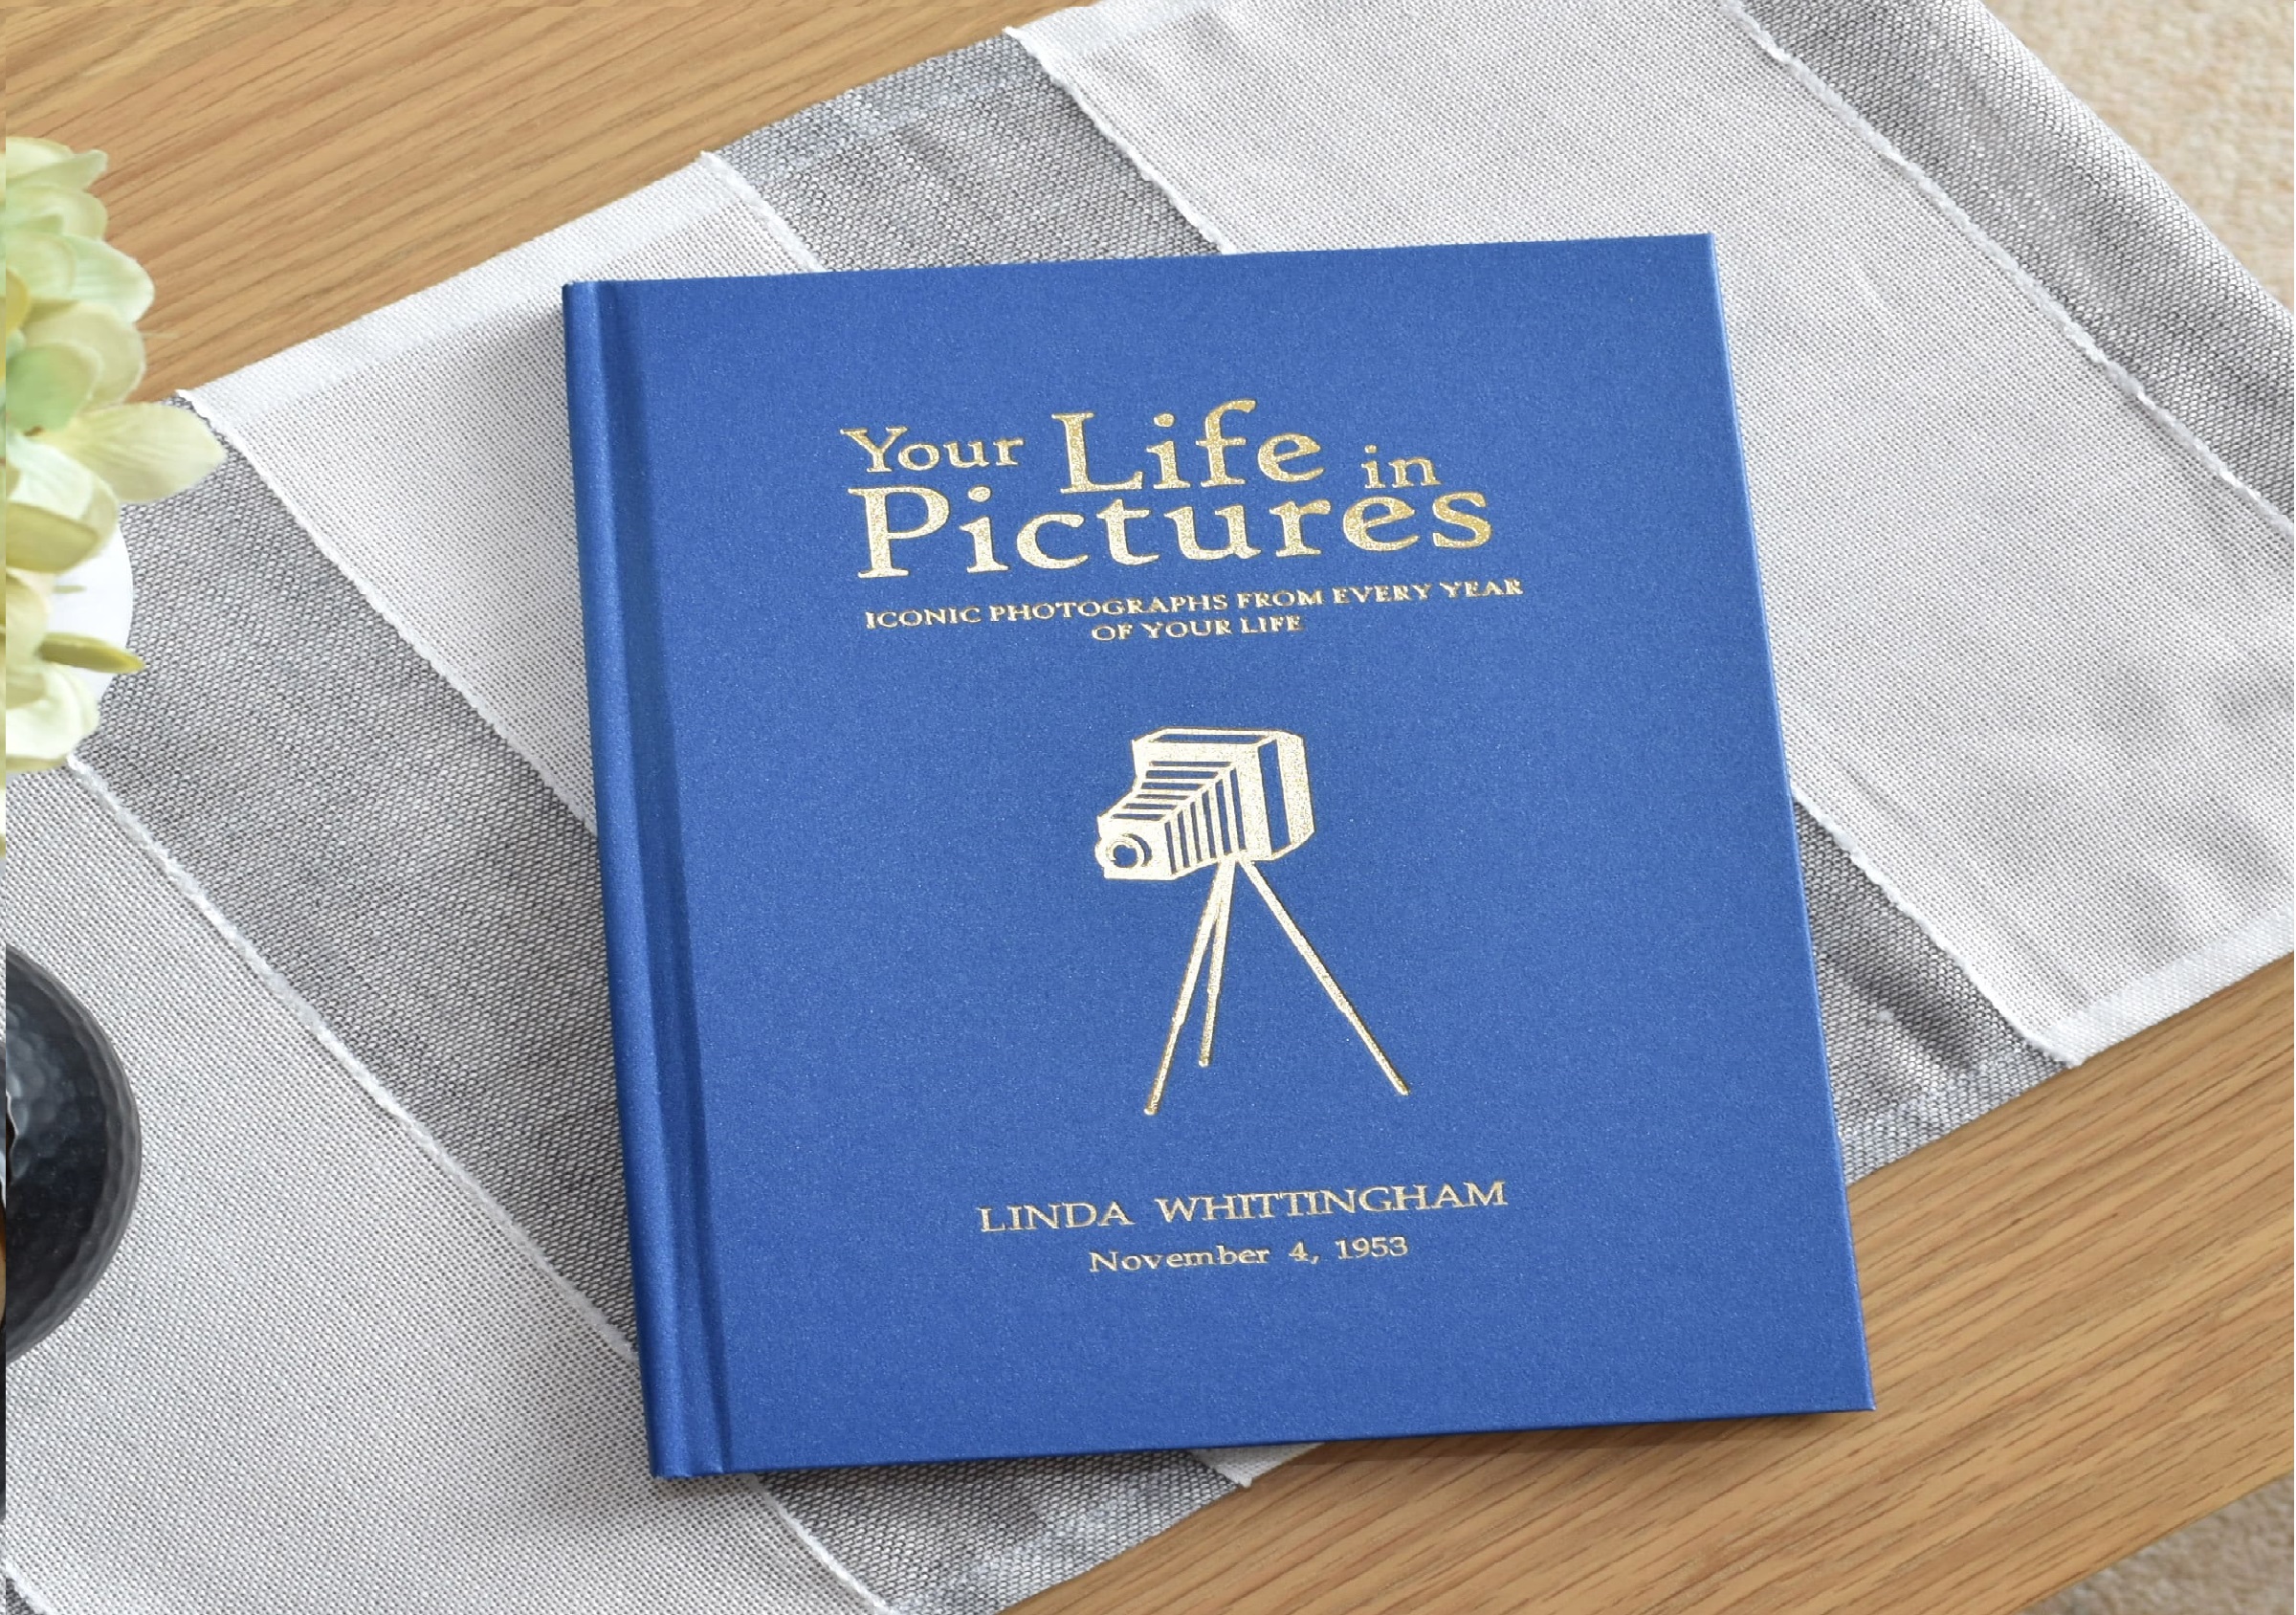 Your Life in
Pictures
ICONIC PHOTOGRAPHS FROM EVERY YEAR
OF YOUR LIFE
LINDA WHITTINGHAM
November 4, 1953